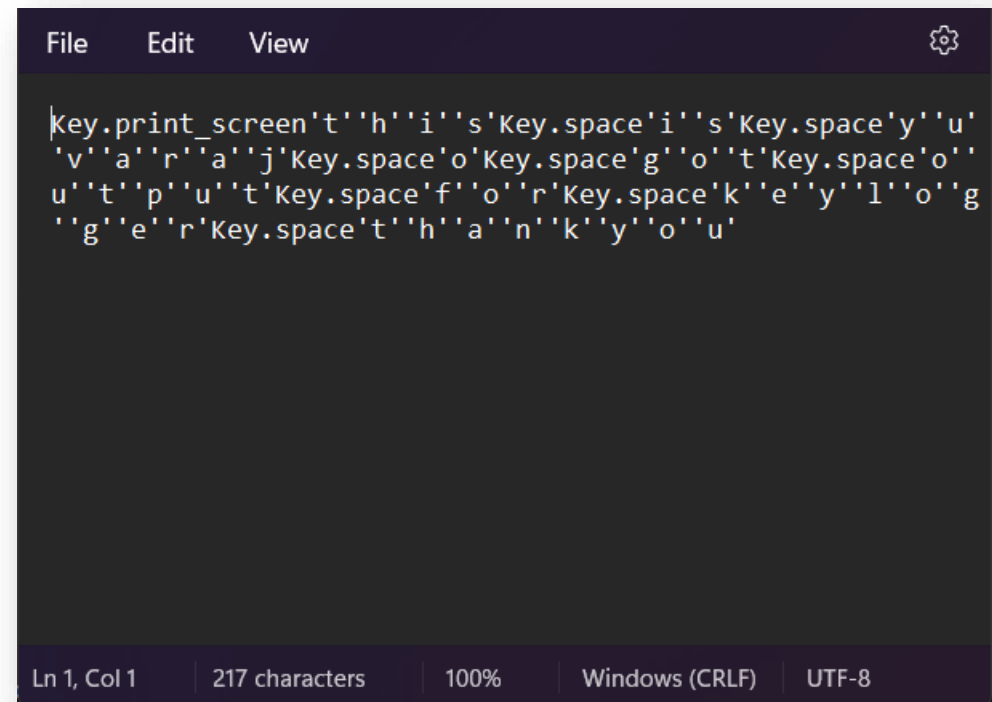 File Edit View
Key.print_screen't''h''i''s'Key.space'i''s'Key.space'y''u'
'v''a''r''a''j'Key.space'o'Key.space'g''o''t'Key.space'o''
u''t''p''u''t'Key.space'f''o''r'Key.space'k''e''y''l''o''g
''g''e''r'Key.space't''h''a''n''k''y''o''u'
Ln 1, Col 1 217 characters 100% Windows (CRLF) UTF-8